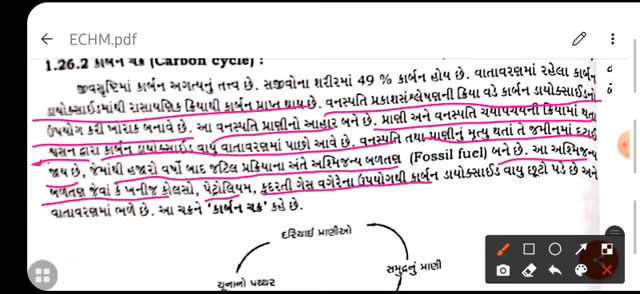 ECHM.pdf
1.26.2 કાર્બન ચક્ર (Carbon cycle) :
જીવસૃષ્ટિમાં કાર્બન અગત્યનું તત્ત્વ છે. સજીવોના શરીરમાં 49 % કાર્બન હોય છે. વાતાવરણમાં રહેલા કાર્બન
ડાયોક્સાઈડમાંથી રાસાયણિક ક્રિયાથી કાર્બન પ્રાપ્ત થાય છે. વનસ્પતિ પ્રકાશસંશ્લેષણની ક્રિયા વડે કાર્બન ડાયોક્સાઈડનો
ઉપયોગ કરી ખોરાક બનાવે છે. આ વનસ્પતિ પ્રાણીનો આહાર બને છે. પ્રાણી અને વનસ્પતિ ચયાપચયની ક્રિયામાં થતા
શ્વસન દ્વારા કાર્બન ડાયોક્સાઈડ વાયુ વાતાવરણમાં પાછો આવે છે. વનસ્પતિ તથા પ્રાણીનું મૃત્યુ થતાં તે જમીનમાં દટાઈ
જાય છે, જેમાંથી હજારો વર્ષો બાદ જટિલ પ્રક્રિયાના અંતે અશ્મિજન્ય બળતણ (Fossil fuel) બને છે. આ અશ્મિજન્ય
બળતણ જેવાં કે ખનીજ કોલસો, પેટ્રોલિયમ, કુદરતી ગેસ વગેરેના ઉપયોગથી કાર્બન ડાયોક્સાઈડ વાયુ છૂટો પડે છે અને
વાતાવરણમાં ભળે છે. આ ચક્રને 'કાર્બન ચક્ર' કહે છે.
દરિયાઈ પ્રાણીઓ
સમુદ્રનું પ્રાણી
ચૂનાનો પથ્થર